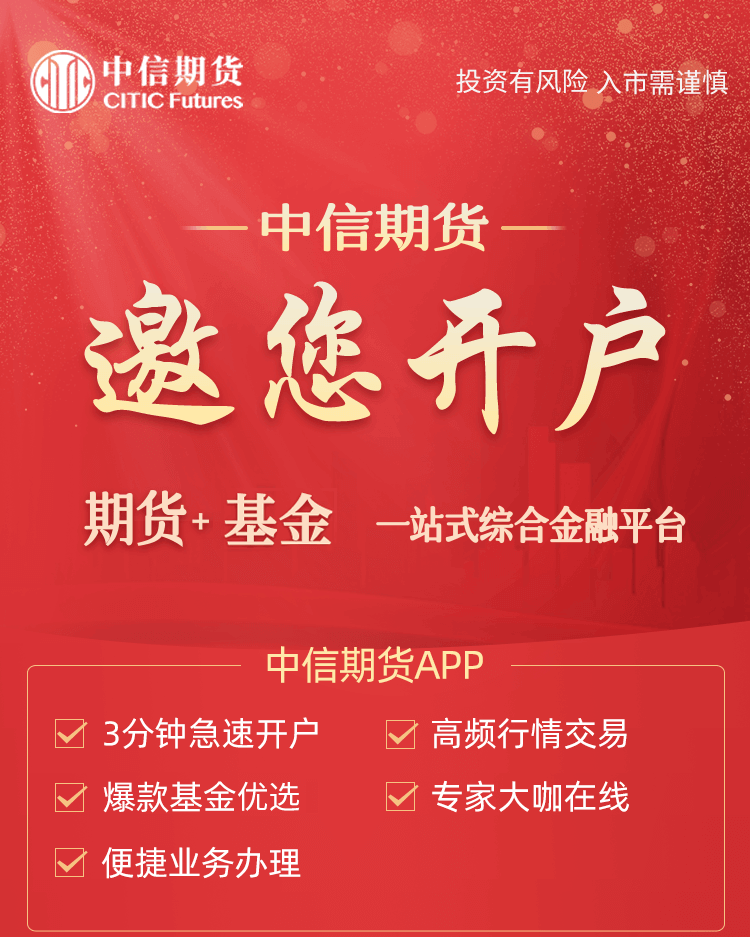 中信期货
CITIC Futures
投资有风险 入市需谨慎
中信期货
邀您开户
期货+基金 一站式综合金融平台
中信期货APP
3分钟急速开户
高频行情交易
爆款基金优选
专家大咖在线
便捷业务办理